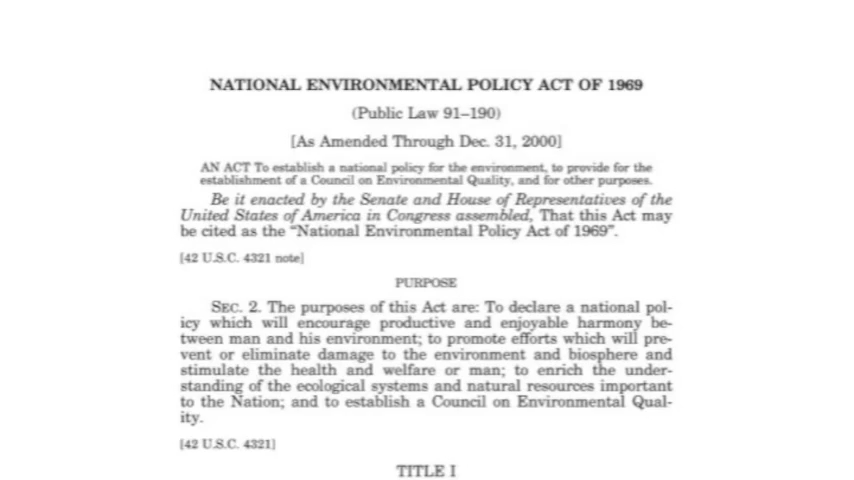 NATIONAL ENVIRONMENTAL POLICY ACT OF 1969
(Public Law 91–190)
[As Amended Through Dec. 31, 2000]
AN ACT To establish a national policy for the environment, to provide for the
establishment of a Council on Environmental Quality, and for other purposes.
Be it enacted by the Senate and House of Representatives of the
United States of America in Congress assembled, That this Act may
be cited as the “National Environmental Policy Act of 1969”.
[42 U.S.C. 4321 note]
PURPOSE
SEC. 2. The purposes of this Act are: To declare a national pol-
icy which will encourage productive and enjoyable harmony be-
tween man and his environment; to promote efforts which will pre-
vent or eliminate damage to the environment and biosphere and
stimulate the health and welfare or man; to enrich the under-
standing of the ecological systems and natural resources important
to the Nation; and to establish a Council on Environmental Qual-
ity.
[42 U.S.C. 4321]
TITLE I